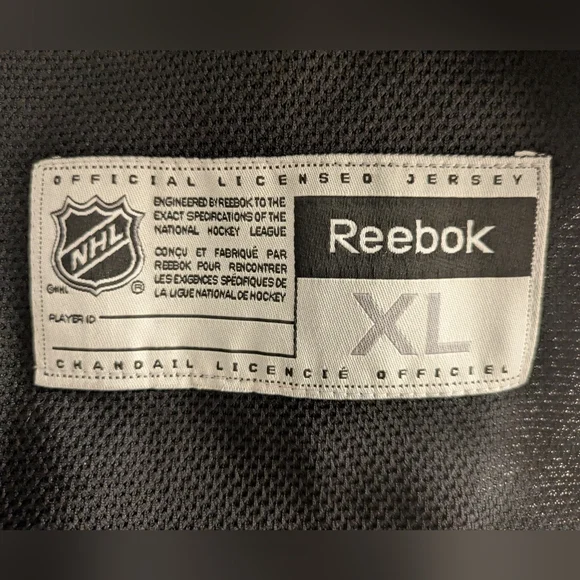 OFFICIAL LICENSED JERSEY
NHL
©NHL
®
ENGINEERED BY REEBOK TO THE
EXACT SPECIFICATIONS OF THE
NATIONAL HOCKEY LEAGUE
CONÇU ET FABRIQUÉ PAR
REEBOK POUR RENCONTRER
LES EXIGENCES SPÉCIFIQUES DE
LA LIGUE NATIONAL DE HOCKEY
PLAYER ID
Reebok
XL
CHANDAIL LICENCIÉ OFFICIEL